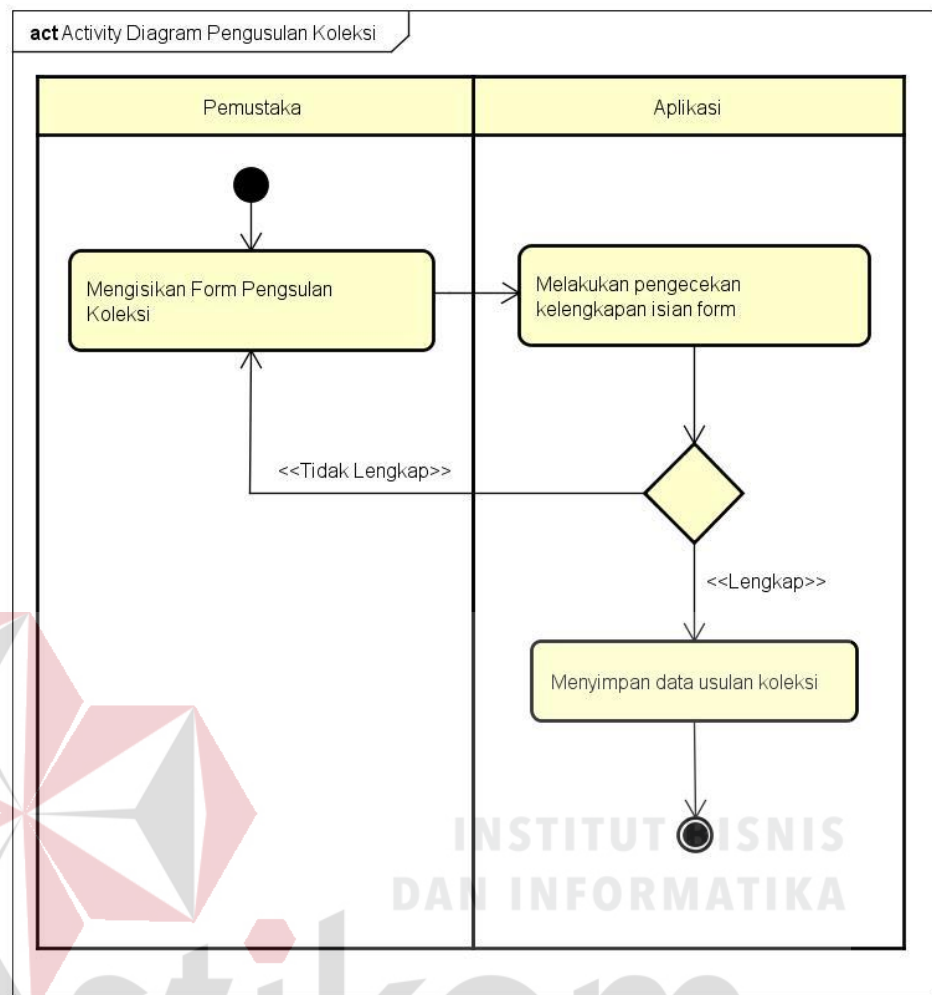 act Activity Diagram Pengusulan Koleksi
Pemustaka
Aplikasi
Mengisikan Form Pengsulan
Koleksi
Melakukan pengecekan
kelengkapan isian form
<<Tidak Lengkap>>
<<Lengkap>>
Menyimpan data usulan koleksi
INSTITUT BISNIS
DAN INFORMATIKA
stikom